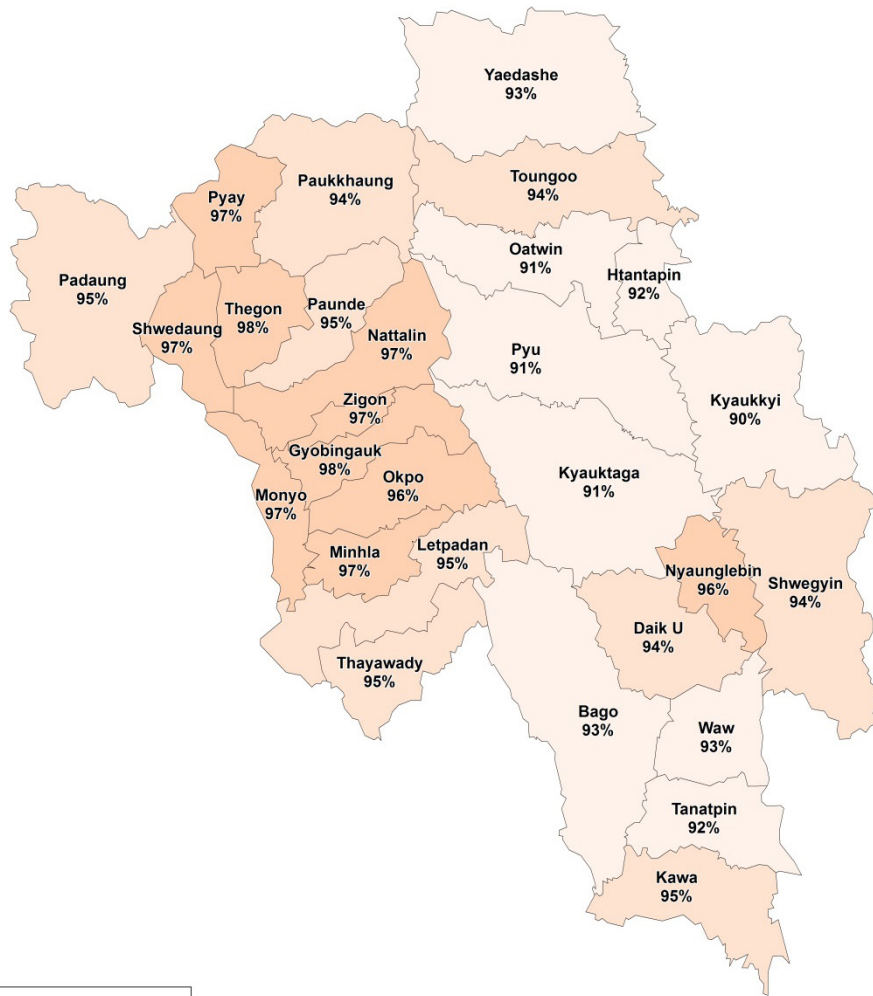 Yaedashe
93%
Paukkhaung
94%
Toungoo
94%
Pyay
97%
Oatwin
91%
Htantapin
92%
Padaung
95%
Thegon
98%
Paunde
95%
Shwedaung
97%
Nattalin
97%
Pyu
91%
Kyaukkyi
90%
Zigon
97%
Gyobingauk
98%
Okpo
96%
Kyauktaga
91%
Monyo
97%
Minhla
97%
Letpadan
95%
Nyaunglebin
96%
Shwegyin
94%
Daik U
94%
Thayawady
95%
Bago
93%
Waw
93%
Tanatpin
92%
Kawa
95%